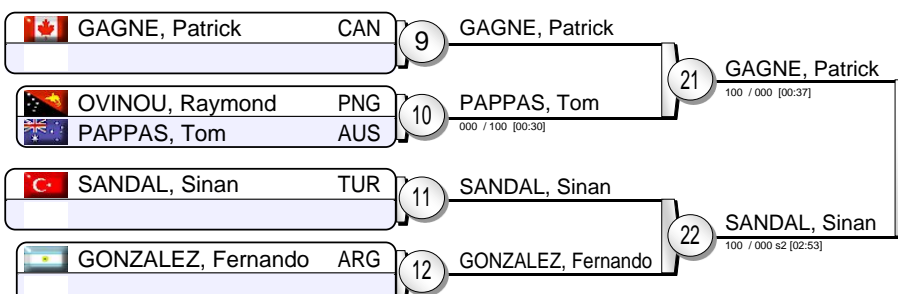 GAGNE, Patrick CAN
9
GAGNE, Patrick
21
GAGNE, Patrick
100 / 000 [00:37]
OVINOU, Raymond PNG
PAPPAS, Tom AUS
10
PAPPAS, Tom
000 / 100 [00:30]
SANDAL, Sinan TUR
11
SANDAL, Sinan
22
SANDAL, Sinan
100 / 000 s2 [02:53]
GONZALEZ, Fernando ARG
12
GONZALEZ, Fernando